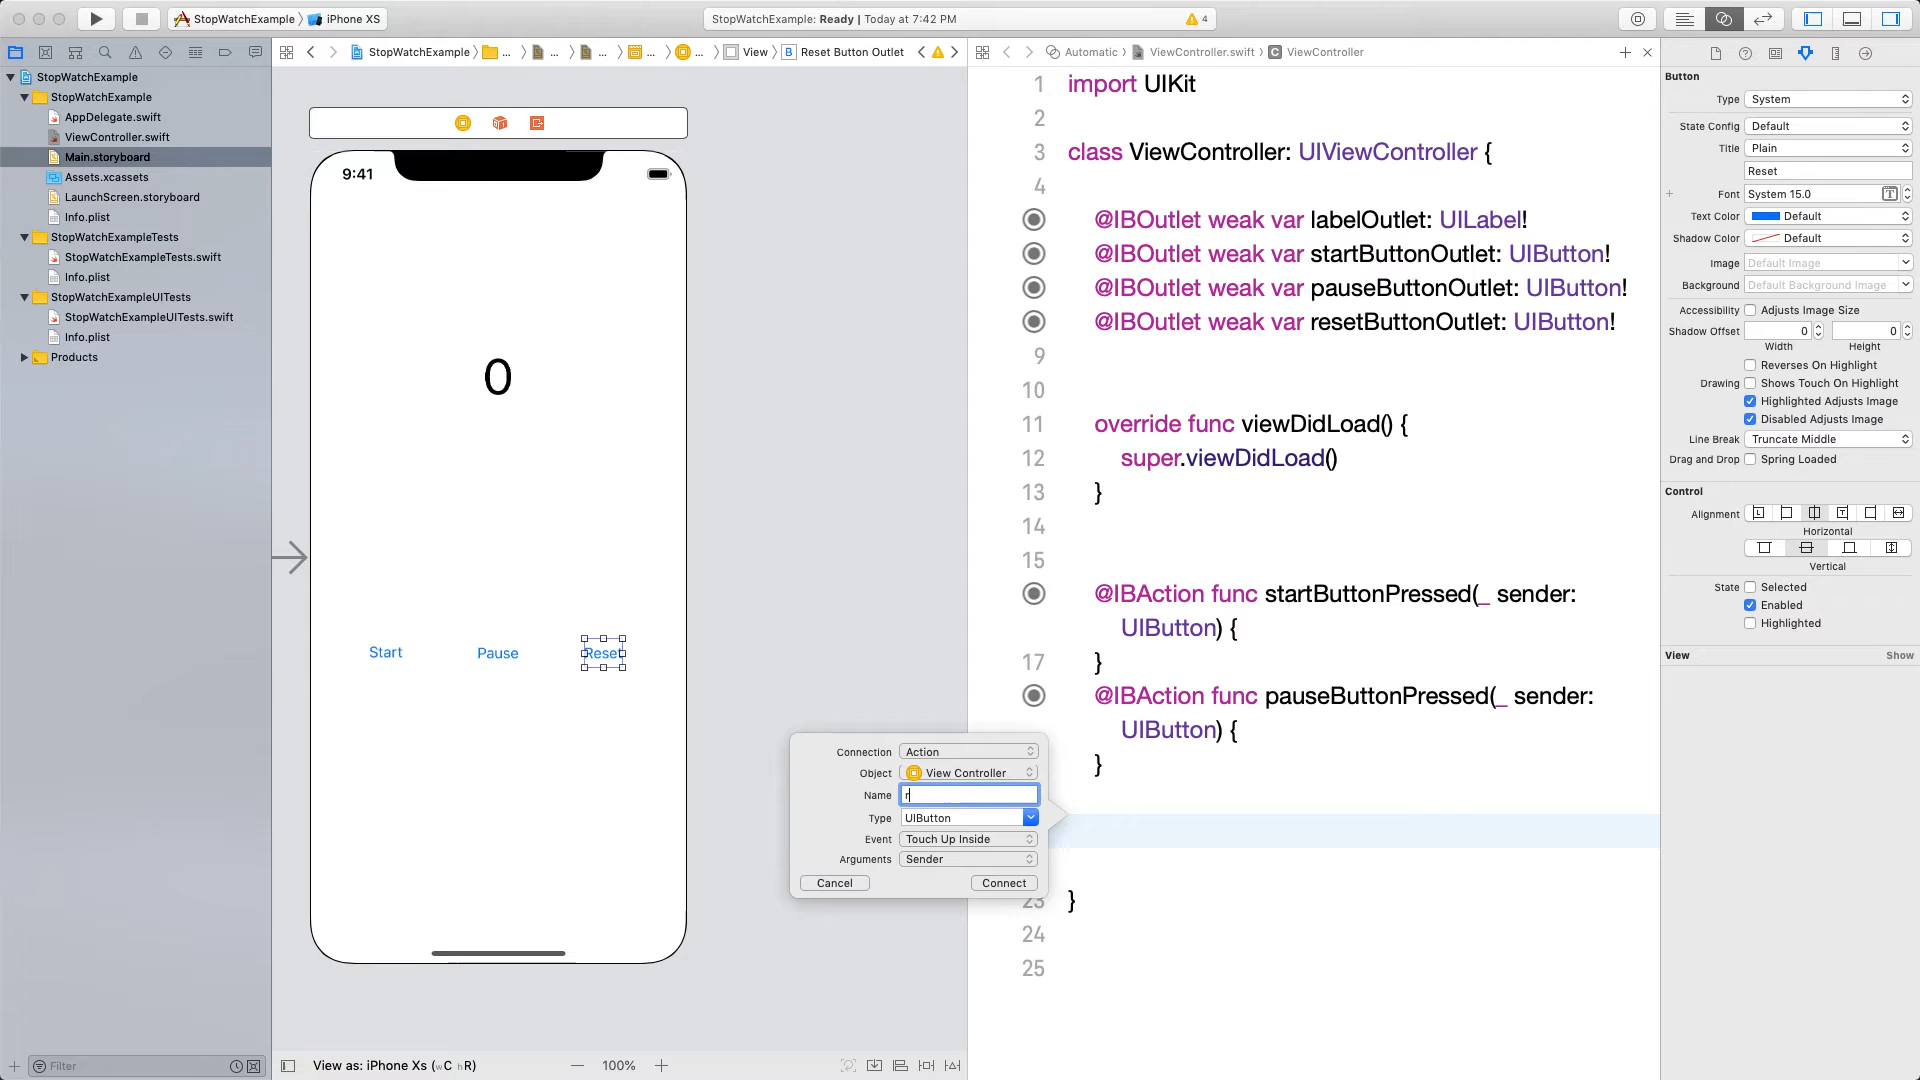 StopWatchExample iPhone XS
StopWatchExample: Ready | Today at 7:42 PM
4
StopWatchExample ... ... ... ... ... View B Reset Button Outlet
Automatic ViewController.swift C ViewController
StopWatchExample
StopWatchExample
AppDelegate.swift
ViewController.swift
Main.storyboard
Assets.xcassets
LaunchScreen.storyboard
Info.plist
StopWatchExampleTests
StopWatchExampleTests.swift
Info.plist
StopWatchExampleUITests
StopWatchExampleUITests.swift
Info.plist
Products
Filter
9:41
0
Start Pause Reset
View as: iPhone Xs (wC hR)
100%
1 import UIKit
2
3 class ViewController: UIViewController {
4
@IBOutlet weak var labelOutlet: UILabel!
@IBOutlet weak var startButtonOutlet: UIButton!
@IBOutlet weak var pauseButtonOutlet: UIButton!
@IBOutlet weak var resetButtonOutlet: UIButton!
9
10
11 override func viewDidLoad() {
12 super.viewDidLoad()
13 }
14
15
@IBAction func startButtonPressed(_ sender:
UIButton) {
17 }
@IBAction func pauseButtonPressed(_ sender:
UIButton) {
}
23 }
24
25
Connection Action
Object View Controller
Name r
Type UIButton
Event Touch Up Inside
Arguments Sender
Cancel Connect
Button
Type System
State Config Default
Title Plain
Reset
Font System 15.0
Text Color Default
Shadow Color Default
Image Default Image
Background Default Background Image
Accessibility Adjusts Image Size
Shadow Offset 0 0
Width Height
Reverses On Highlight
Drawing Shows Touch On Highlight
Highlighted Adjusts Image
Disabled Adjusts Image
Line Break Truncate Middle
Drag and Drop Spring Loaded
Control
Alignment
Horizontal
Vertical
State Selected
Enabled
Highlighted
View Show